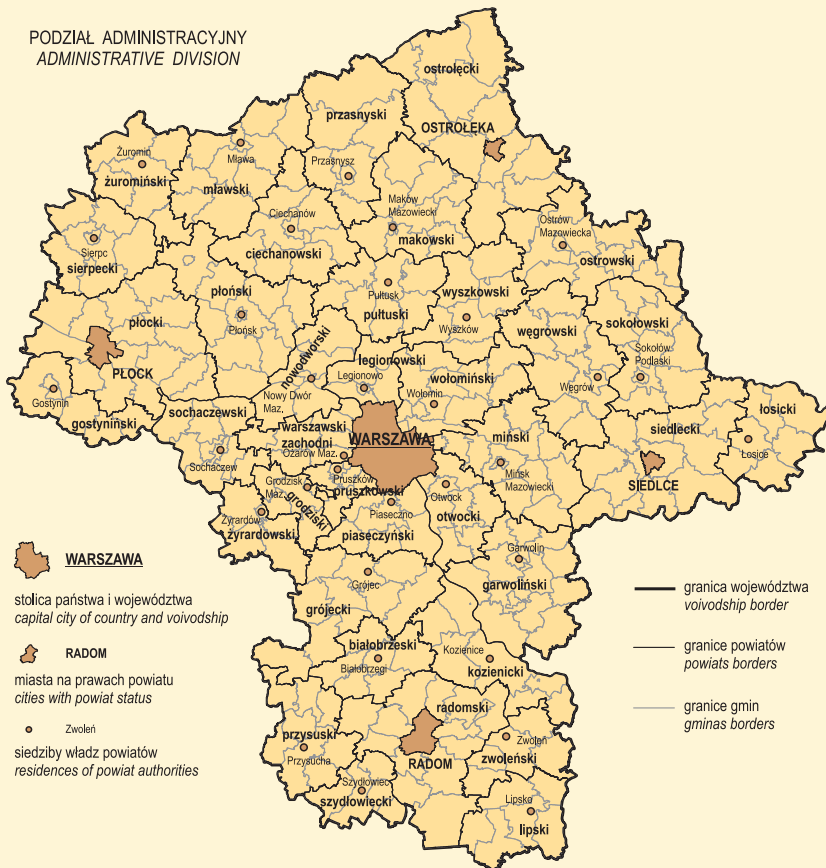 PODZIAŁ ADMINISTRACYJNY
ADMINISTRATIVE DIVISION
ostrołęcki
przasnyski
OSTROŁĘKA
Żuromin
żuromiński
Mława
mławski
Przasnysz
Maków
Mazowiecki
makowski
Ciechanów
ciechanowski
Ostrów
Mazowiecka
ostrowski
Sierpc
sierpecki
płoński
Płońsk
Pułtusk
pułtuski
wyszkowski
Wyszków
węgrowski
Węgrów
sokołowski
Sokołów
Podlaski
płocki
PŁOCK
Gostynin
gostyniński
nowodworski
Nowy Dwór
Maz.
legionowski
Legionowo
wołomiński
Wołomin
sochaczewski
Sochaczew
warszawski
zachodni
Ożarów Maz.
WARSZAWA
miński
Mińsk
Mazowiecki
siedlecki
SIEDLCE
łosicki
Łosice
Grodzisk
Maz.
grodziski
Pruszków
pruszkowski
Piaseczno
piaseczyński
Otwock
otwocki
Żyrardów
żyrardowski
Garwolin
garwoliński
Grójec
grójecki
białobrzeski
Białobrzegi
Kozienice
kozienicki
radomski
RADOM
przysuski
Przysucha
Zwoleń
zwoleński
Szydłowiec
szydłowiecki
Lipsko
lipski
WARSZAWA
stolica państwa i województwa
capital city of country and voivodship
RADOM
miasta na prawach powiatu
cities with powiat status
Zwoleń
siedziby władz powiatów
residences of powiat authorities
granica województwa
voivodship border
granice powiatów
powiats borders
granice gmin
gminas borders